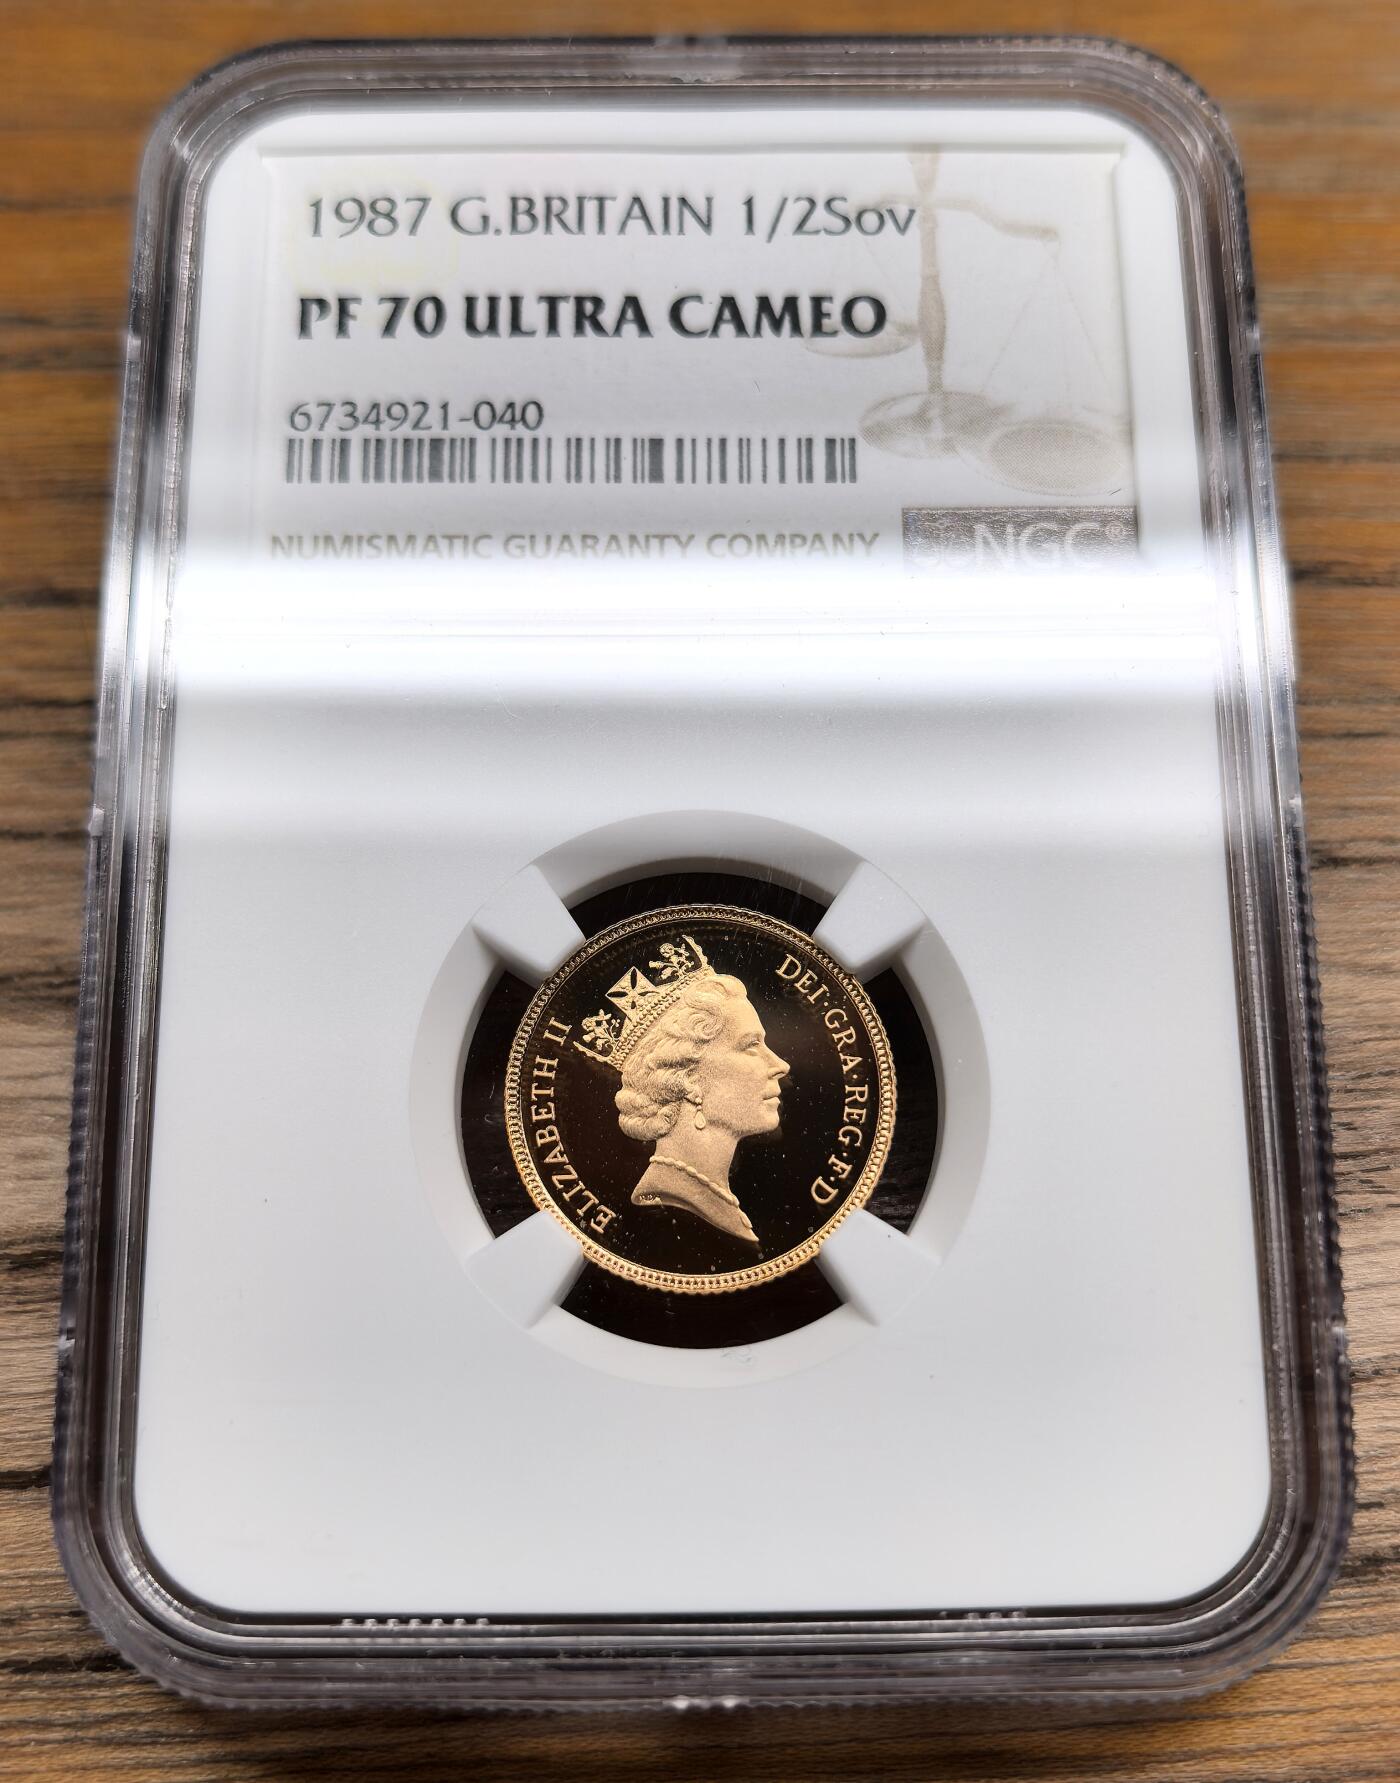 1987 G.BRITAIN 1/2Sov
PF 70 ULTRA CAMEO
6734921-040
NUMISMATIC GUARANTY COMPANY
NGC®
ELIZABETH II
DEI·GRA·REG·F·D